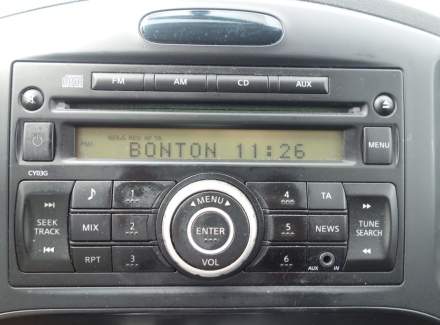 FM AM CD AUX
BONTON 11:26
MENU
CY03G
1 4 TA
MENU
SEEK
TRACK
MIX 2 ENTER 5 NEWS
TUNE
SEARCH
RPT 3 VOL 6
AUX IN